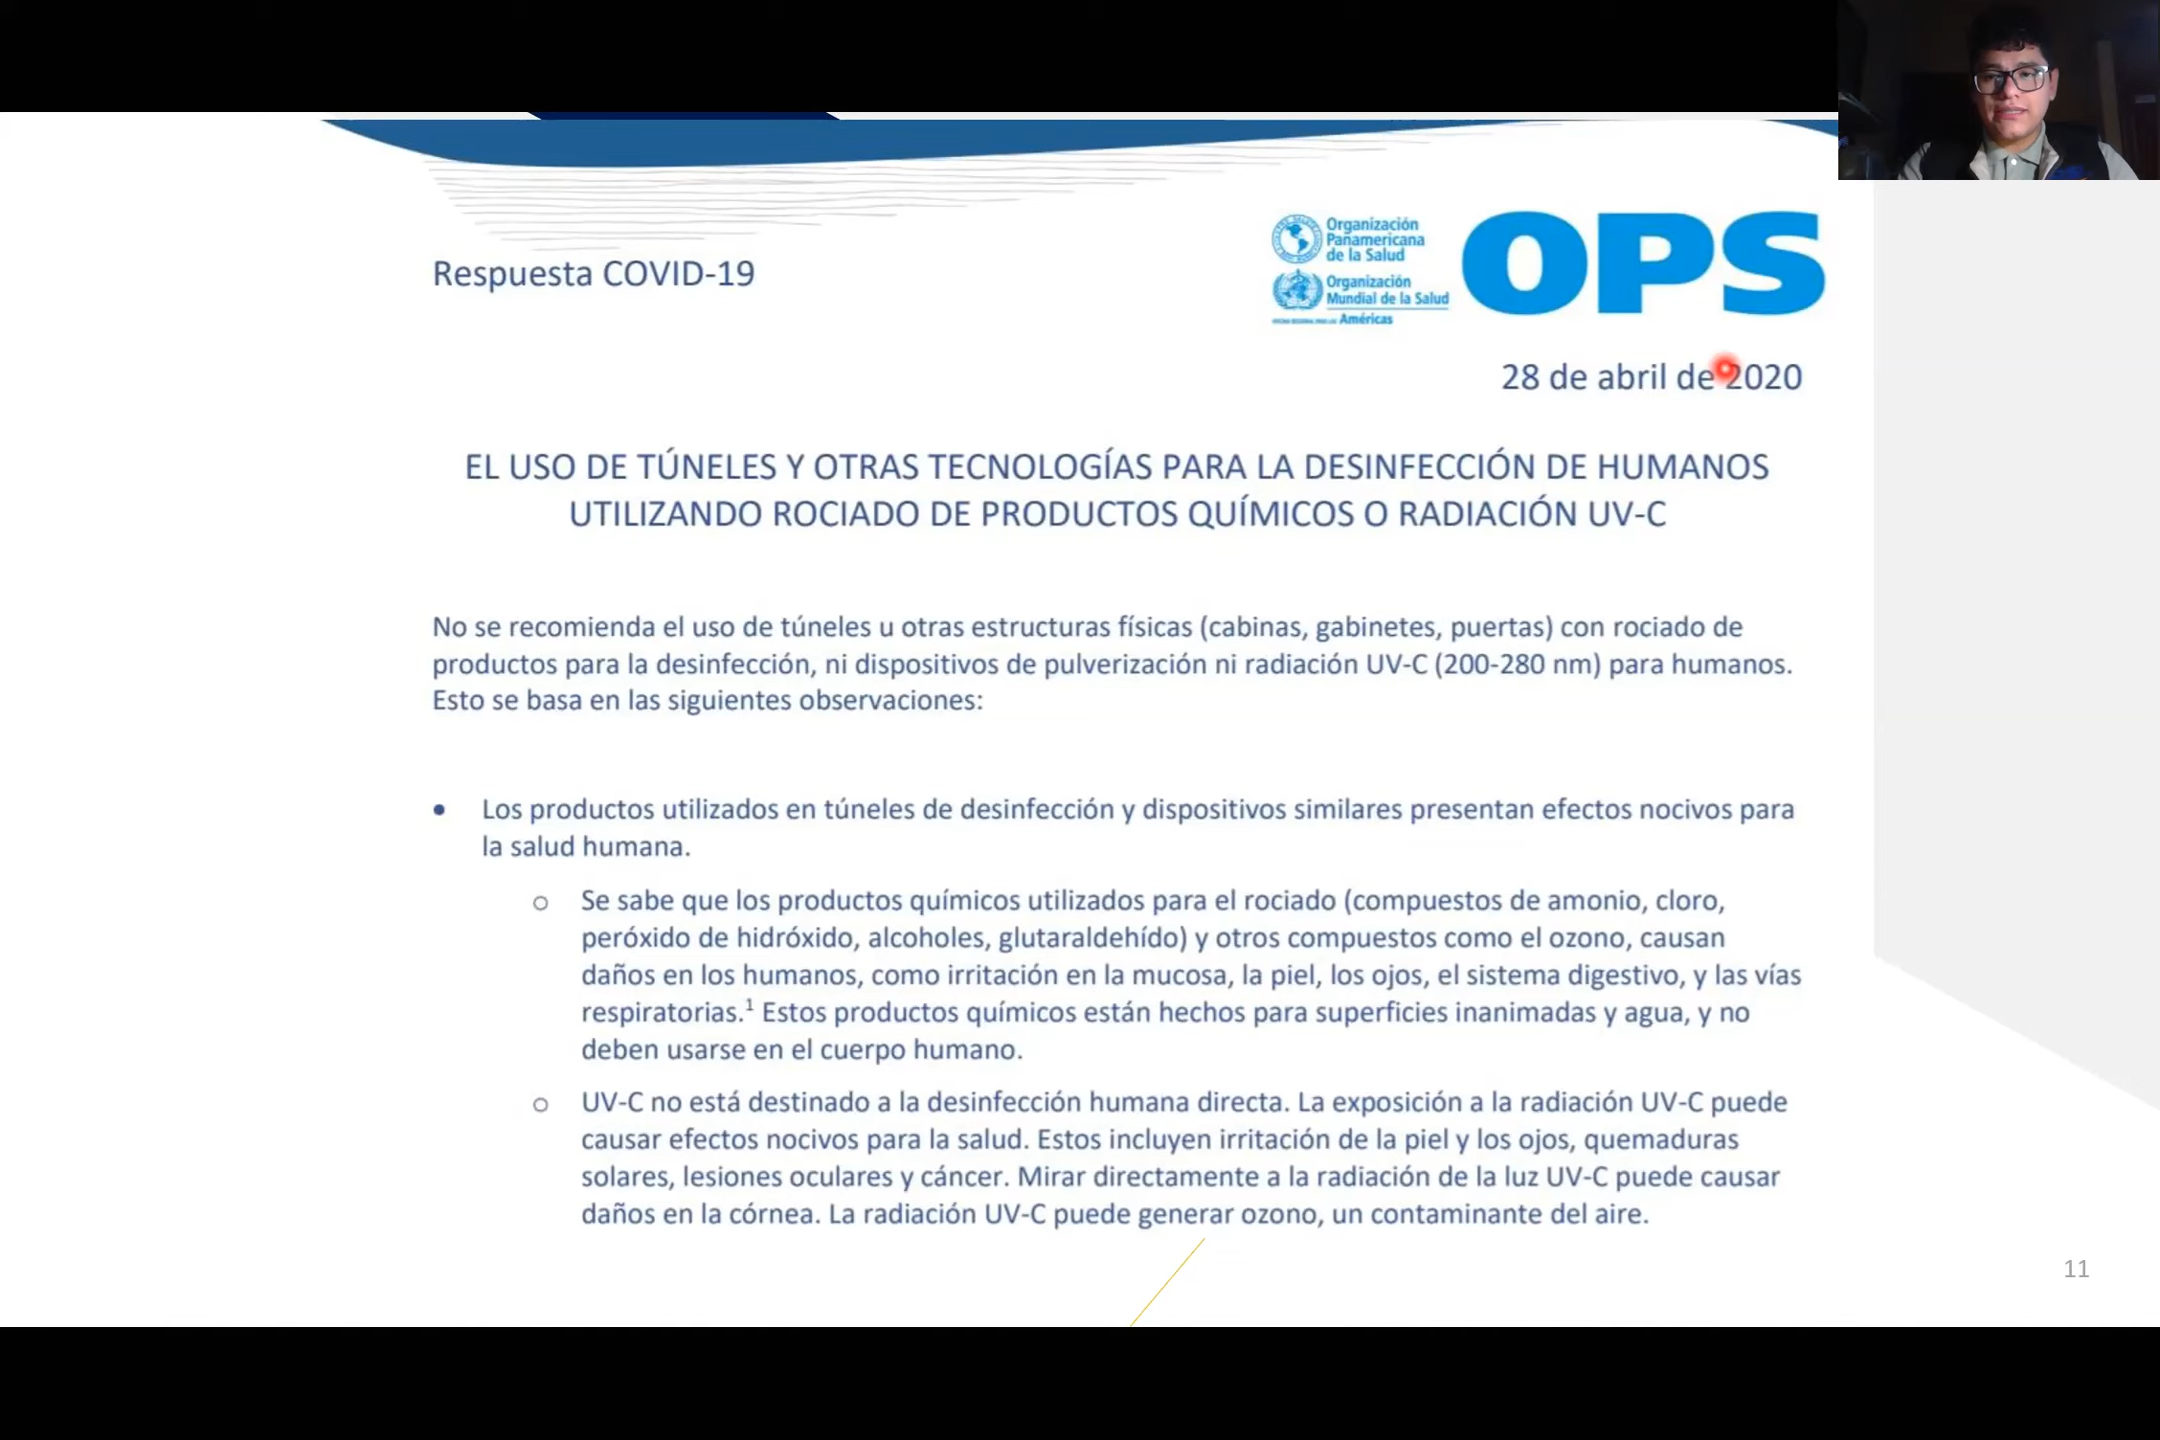 Respuesta COVID-19
Organización
Panamericana
de la Salud
Organización
Mundial de la Salud
Américas
OPS
28 de abril de 2020
EL USO DE TÚNELES Y OTRAS TECNOLOGÍAS PARA LA DESINFECCIÓN DE HUMANOS
UTILIZANDO ROCIADO DE PRODUCTOS QUÍMICOS O RADIACIÓN UV-C
No se recomienda el uso de túneles u otras estructuras físicas (cabinas, gabinetes, puertas) con rociado de
productos para la desinfección, ni dispositivos de pulverización ni radiación UV-C (200-280 nm) para humanos.
Esto se basa en las siguientes observaciones:
• Los productos utilizados en túneles de desinfección y dispositivos similares presentan efectos nocivos para
la salud humana.
o Se sabe que los productos químicos utilizados para el rociado (compuestos de amonio, cloro,
peróxido de hidróxido, alcoholes, glutaraldehído) y otros compuestos como el ozono, causan
daños en los humanos, como irritación en la mucosa, la piel, los ojos, el sistema digestivo, y las vías
respiratorias.¹ Estos productos químicos están hechos para superficies inanimadas y agua, y no
deben usarse en el cuerpo humano.
o UV-C no está destinado a la desinfección humana directa. La exposición a la radiación UV-C puede
causar efectos nocivos para la salud. Estos incluyen irritación de la piel y los ojos, quemaduras
solares, lesiones oculares y cáncer. Mirar directamente a la radiación de la luz UV-C puede causar
daños en la córnea. La radiación UV-C puede generar ozono, un contaminante del aire.
11